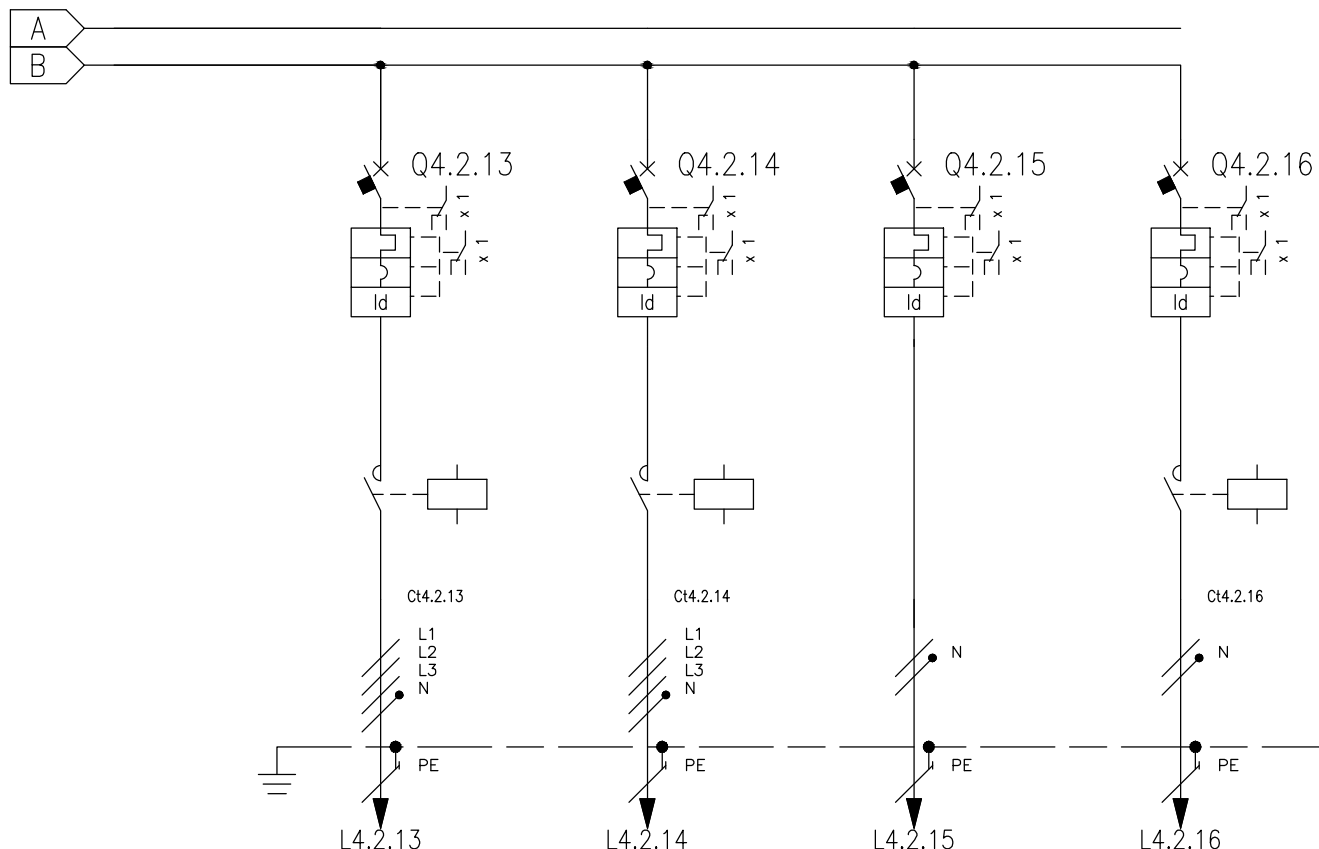 A
B
Q4.2.13
Q4.2.14
Q4.2.15
Q4.2.16
x 1
x 1
x 1
x 1
x 1
x 1
x 1
x 1
Id
Id
Id
Id
Ct4.2.13
Ct4.2.14
Ct4.2.16
L1
L2
L3
N
L1
L2
L3
N
N
N
PE
PE
PE
PE
L4.2.13
L4.2.14
L4.2.15
L4.2.16